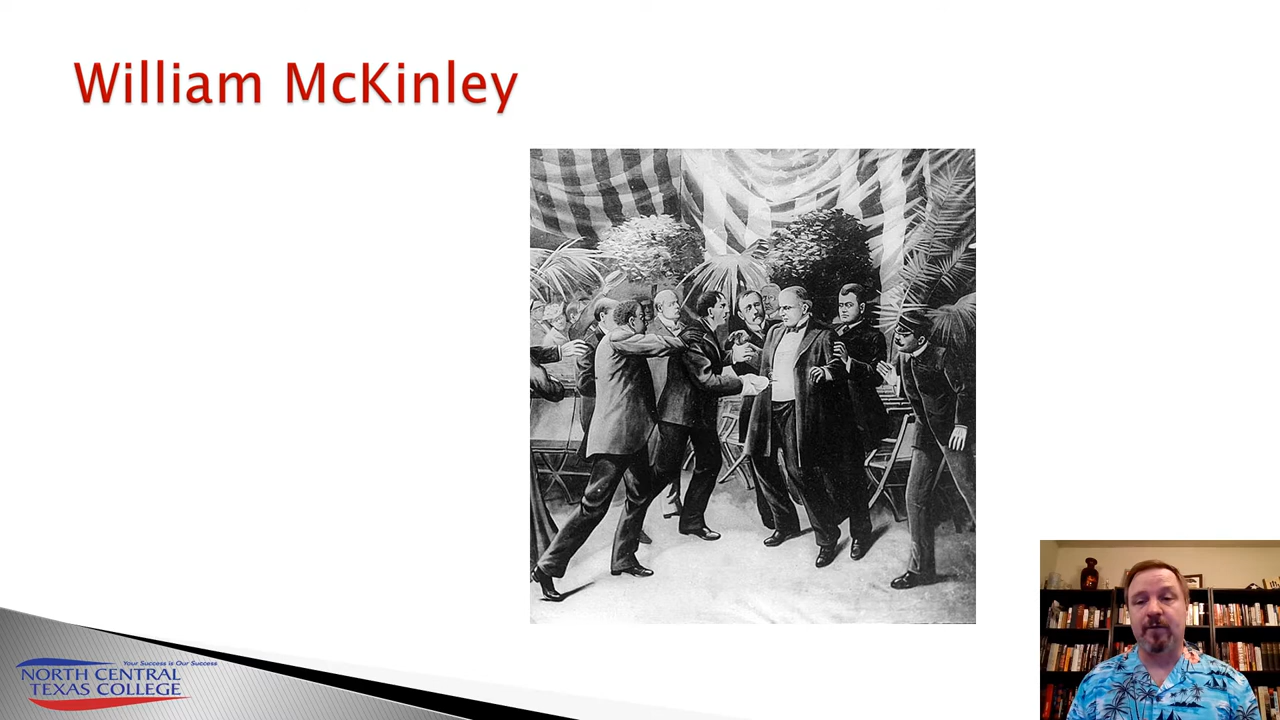 William McKinley
Your Success is Our Success
NORTH CENTRAL
TEXAS COLLEGE